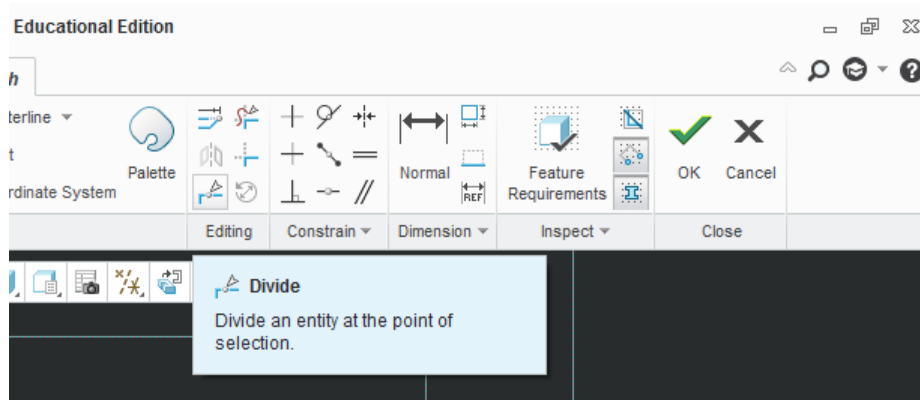 Educational Edition
h
terline
t
rdinate System
Palette
Normal
REF
Feature
Requirements
OK
Cancel
Editing
Constrain
Dimension
Inspect
Close
Divide
Divide an entity at the point of
selection.